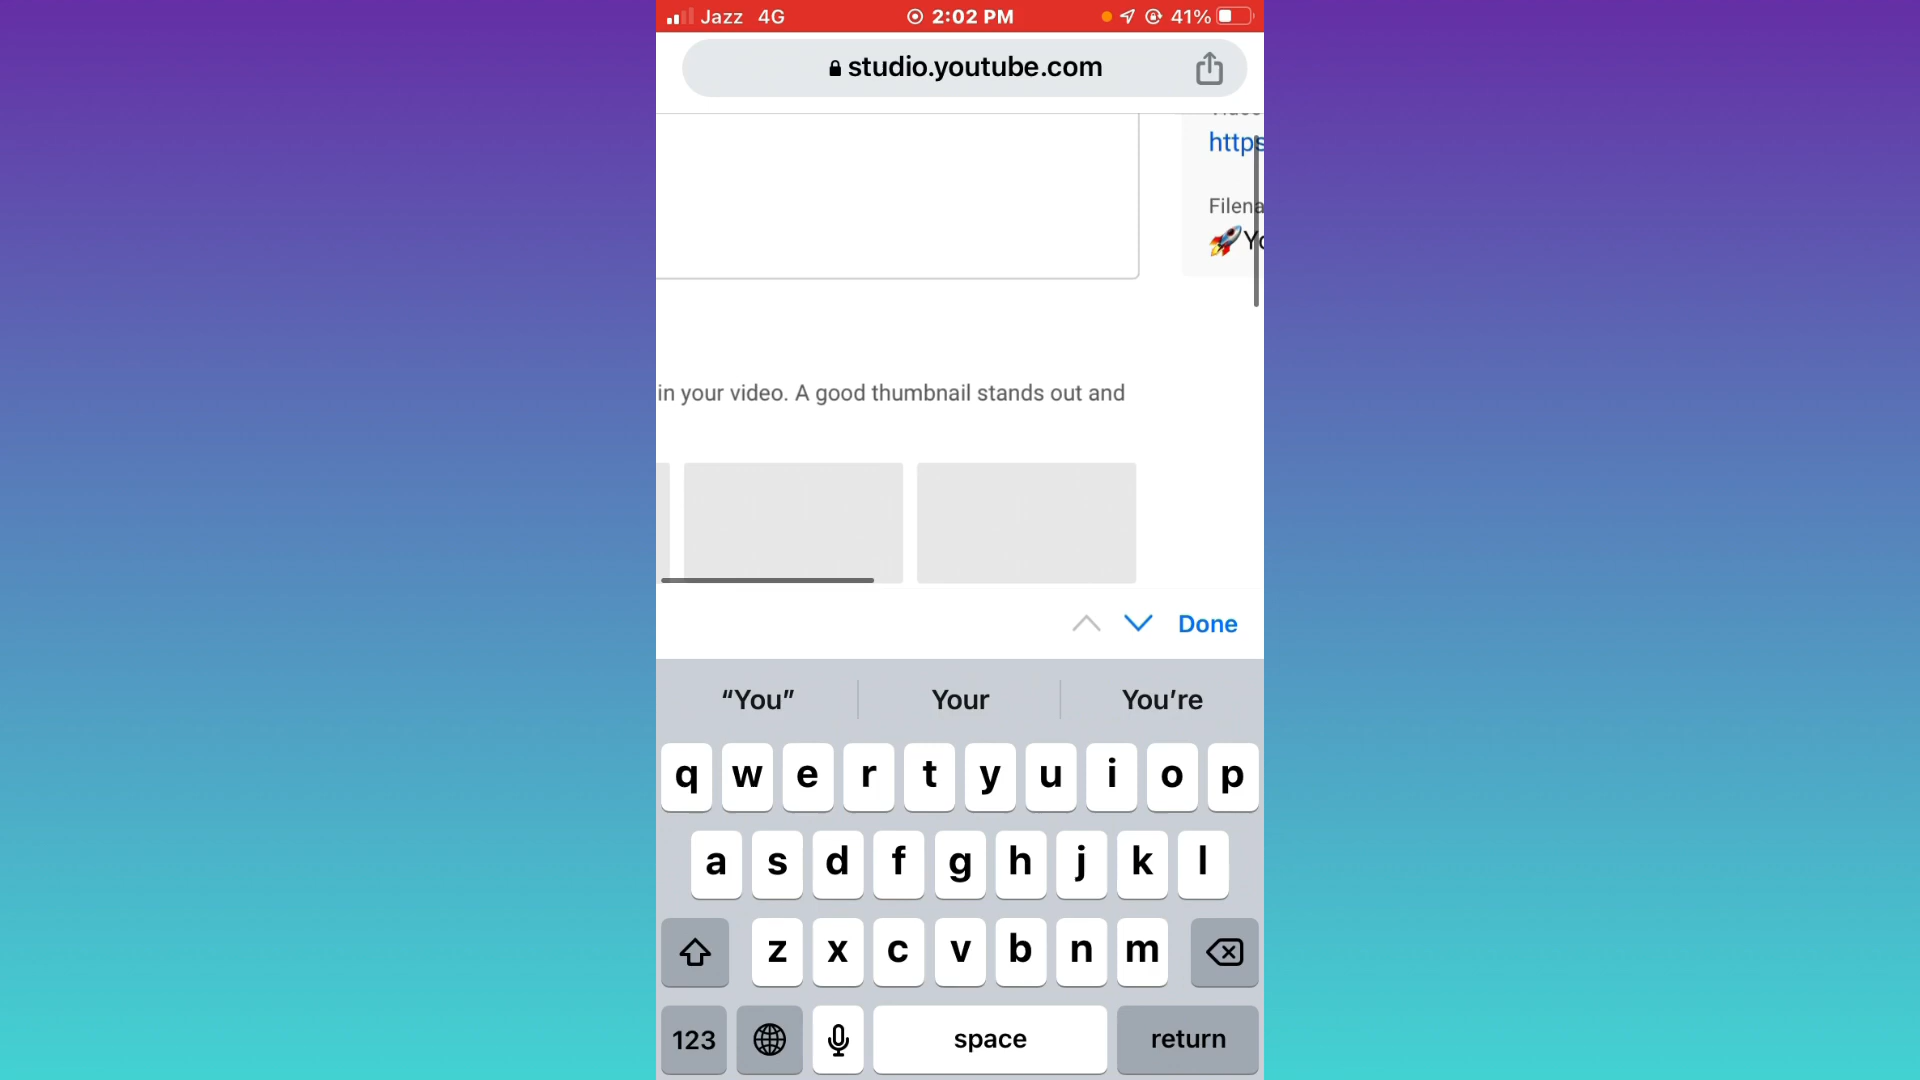 Jazz 4G 2:02 PM 41%
studio.youtube.com
https
Filena
🚀Yo
in your video. A good thumbnail stands out and
Done
“You” Your You’re
q w e r t y u i o p
a s d f g h j k l
z x c v b n m
123 space return